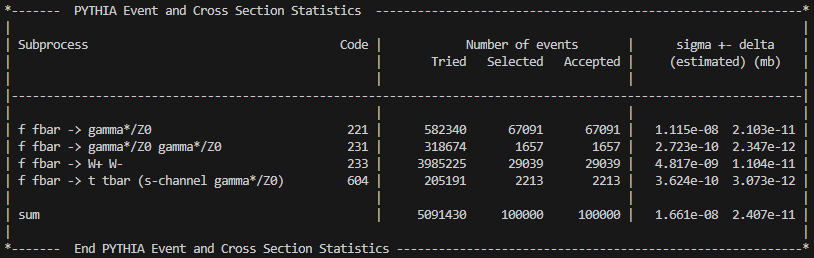 *-------  PYTHIA Event and Cross Section Statistics  -------------------------------------------------------------*
|                                                                                                                 |
| Subprocess                                    Code |            Number of events       |      sigma +- delta    |
|                                                    |       Tried   Selected   Accepted |     (estimated) (mb)   |
|                                                    |                                   |                        |
|-----------------------------------------------------------------------------------------------------------------|
|                                                    |                                   |                        |
| f fbar -> gamma*/Z0                            221 |      582340      67091      67091 |   1.115e-08  2.103e-11 |
| f fbar -> gamma*/Z0 gamma*/Z0                  231 |      318674       1657       1657 |   2.723e-10  2.347e-12 |
| f fbar -> W+ W-                                233 |     3985225      29039      29039 |   4.817e-09  1.104e-11 |
| f fbar -> t tbar (s-channel gamma*/Z0)         604 |      205191       2213       2213 |   3.624e-10  3.073e-12 |
|                                                    |                                   |                        |
| sum                                                |     5091430     100000     100000 |   1.661e-08  2.407e-11 |
|                                                                                                                 |
*-------  End PYTHIA Event and Cross Section Statistics ----------------------------------------------------------*